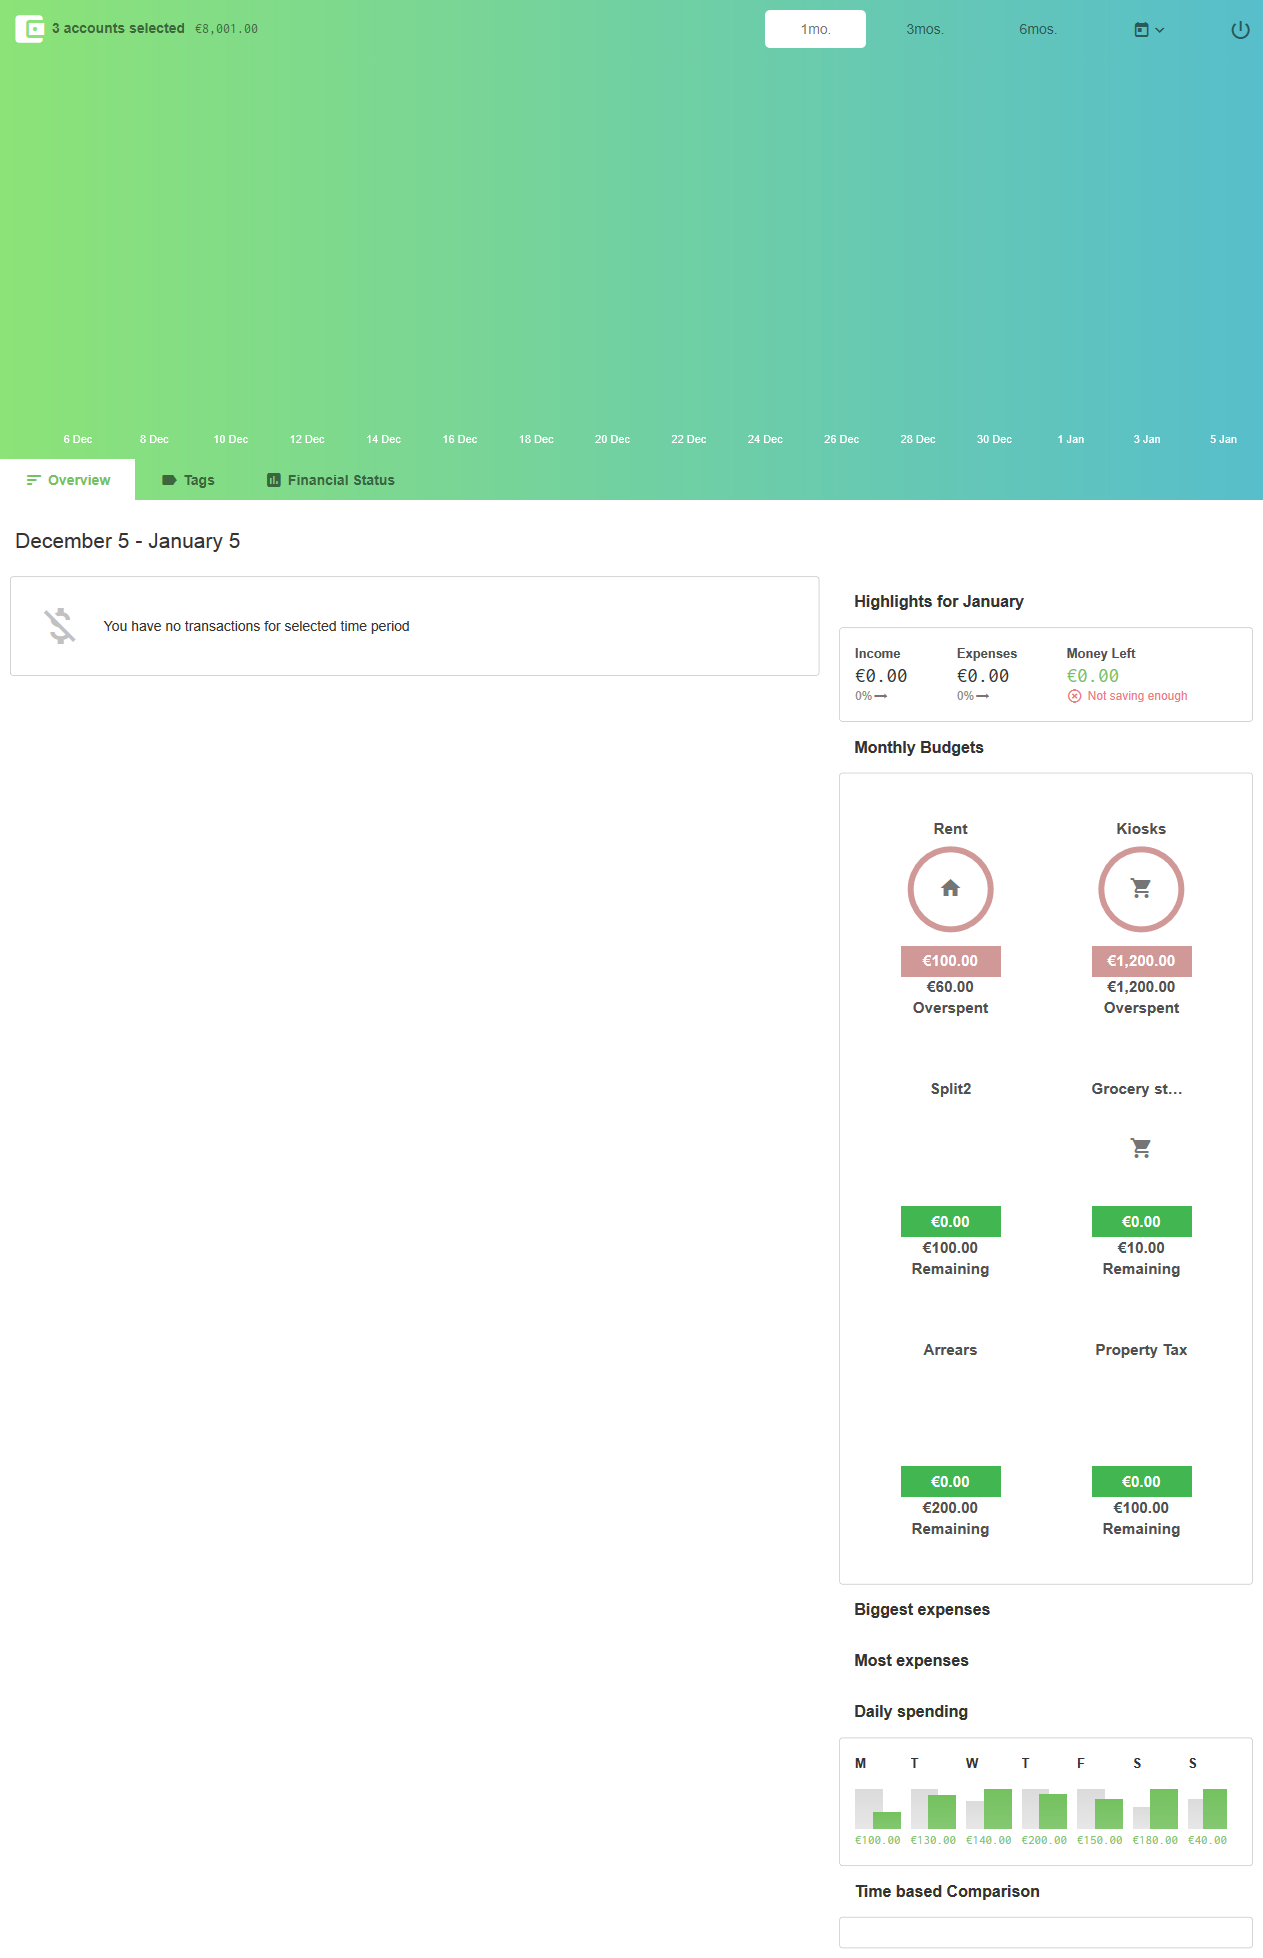 3 accounts selected €8,001.00
1mo. 3mos. 6mos.
6 Dec 8 Dec 10 Dec 12 Dec 14 Dec 16 Dec 18 Dec 20 Dec 22 Dec 24 Dec 26 Dec 28 Dec 30 Dec 1 Jan 3 Jan 5 Jan
Overview Tags Financial Status
December 5 - January 5
You have no transactions for selected time period
Highlights for January
Income Expenses Money Left
€0.00 €0.00 €0.00
0% 0% Not saving enough
Monthly Budgets
Rent Kiosks
€100.00 €1,200.00
€60.00 €1,200.00
Overspent Overspent
Split2 Grocery st...
€0.00 €0.00
€100.00 €10.00
Remaining Remaining
Arrears Property Tax
€0.00 €0.00
€200.00 €100.00
Remaining Remaining
Biggest expenses
Most expenses
Daily spending
M T W T F S S
€100.00 €130.00 €140.00 €200.00 €150.00 €180.00 €40.00
Time based Comparison